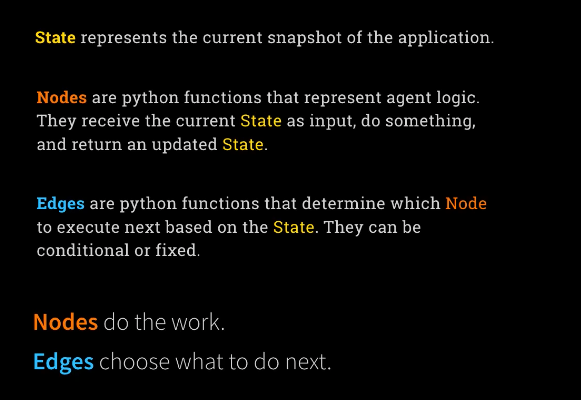 State represents the current snapshot of the application.
Nodes are python functions that represent agent logic.
They receive the current State as input, do something,
and return an updated State.
Edges are python functions that determine which Node
to execute next based on the State. They can be
conditional or fixed.
Nodes do the work.
Edges choose what to do next.